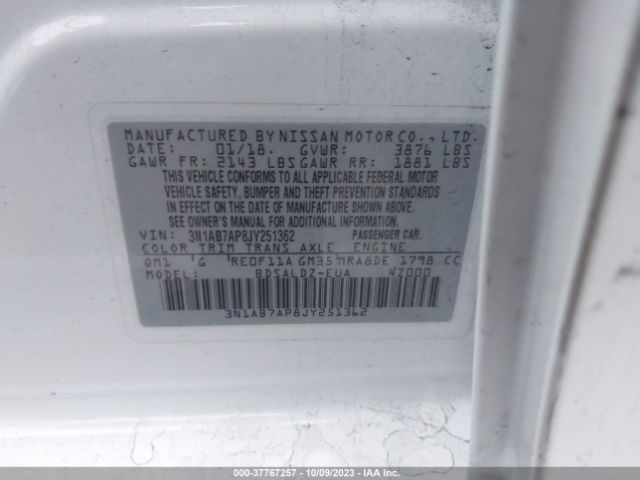 MANUFACTURED BY NISSAN MOTOR CO., LTD.
DATE: 01/18. GVWR: 3876 LBS
GAWR FR: 2143 LBS GAWR RR: 1881 LBS
THIS VEHICLE CONFORMS TO ALL APPLICABLE FEDERAL MOTOR
VEHICLE SAFETY, BUMPER AND THEFT PREVENTION STANDARDS
IN EFFECT ON THE DATE OF MANUFACTURE SHOWN ABOVE.
SEE OWNER'S MANUAL FOR ADDITIONAL INFORMATION.
VIN: 3N1AB7AP8JY251362 PASSENGER CAR.
COLOR TRIM TRANS AXLE ENGINE
QM1 G RE0F11A GM35 MRA8DE 1798 CC
BDSALDZ-EUA 47000
3N1AB7AP8JY251362
000-37767257 - 10/09/2023 - IAA Inc.